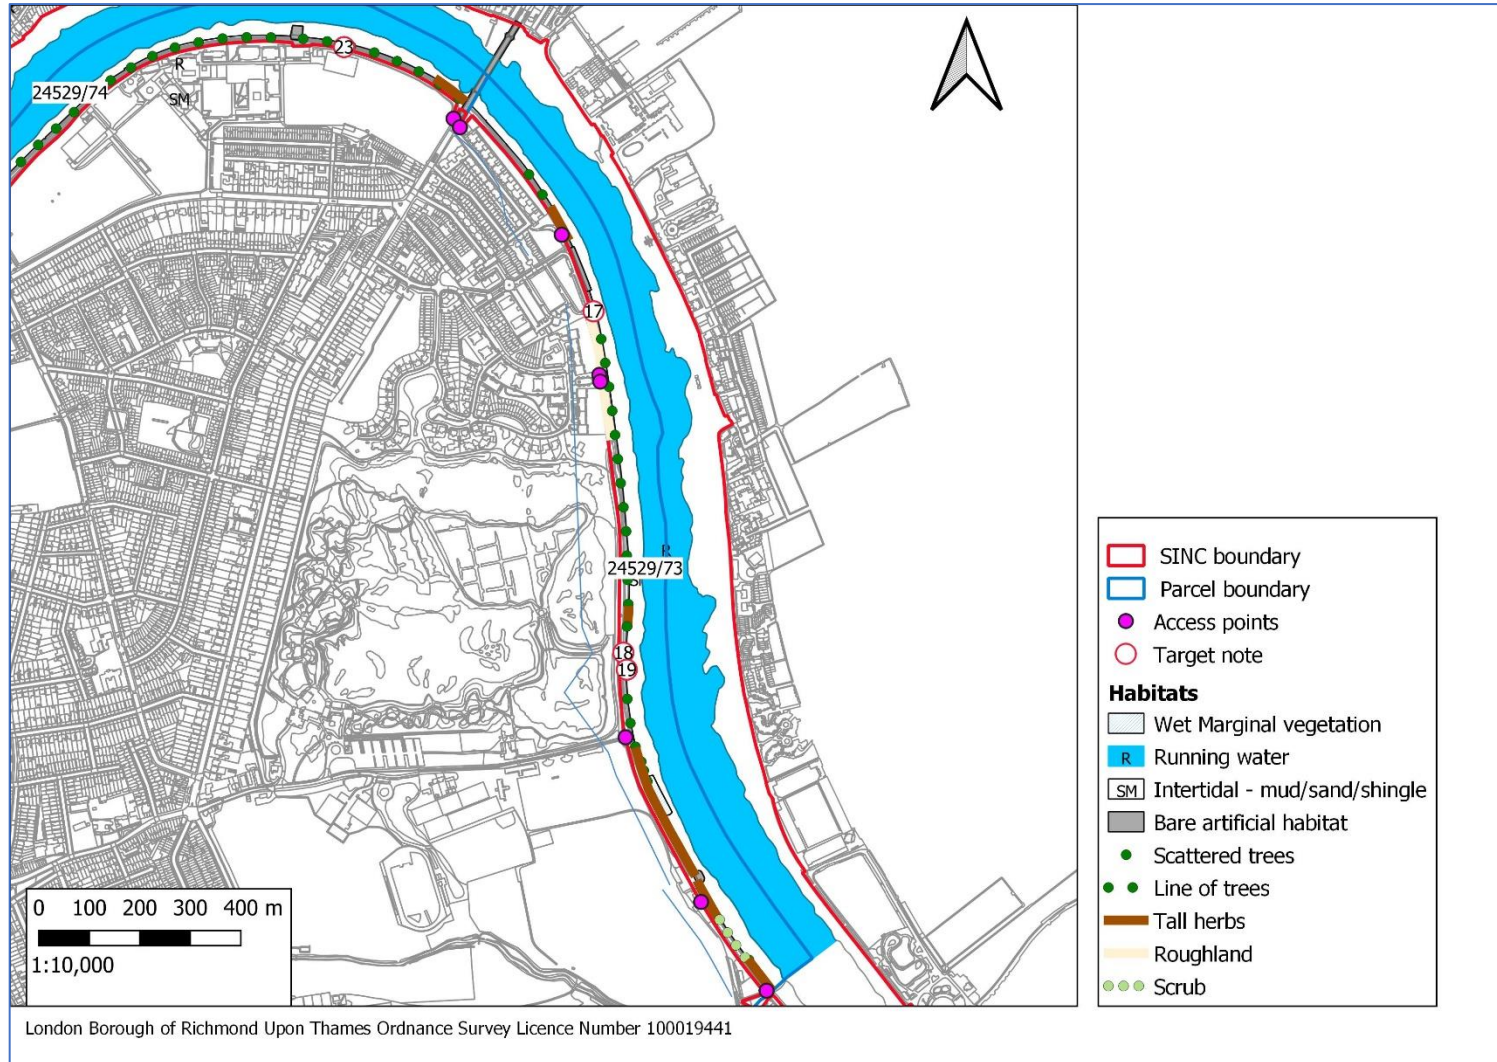 23
R
24529/74
SM
17
R
24529/73
18
19
0 100 200 300 400 m
1:10,000
SINC boundary
Parcel boundary
Access points
Target note
Habitats
Wet Marginal vegetation
R Running water
SM Intertidal - mud/sand/shingle
Bare artificial habitat
Scattered trees
Line of trees
Tall herbs
Roughland
Scrub
London Borough of Richmond Upon Thames Ordnance Survey Licence Number 100019441